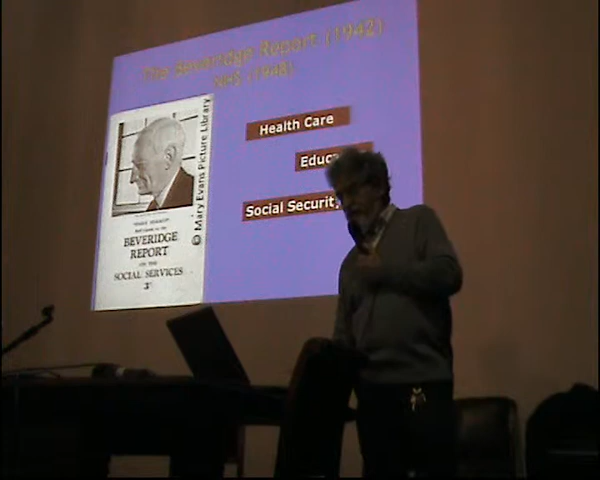 The Beveridge Report (1942)
NHS (1948)
Health Care
Educ
Social Securit
© Mary Evans Picture Library
BEVERIDGE
REPORT
ON THE
SOCIAL SERVICES